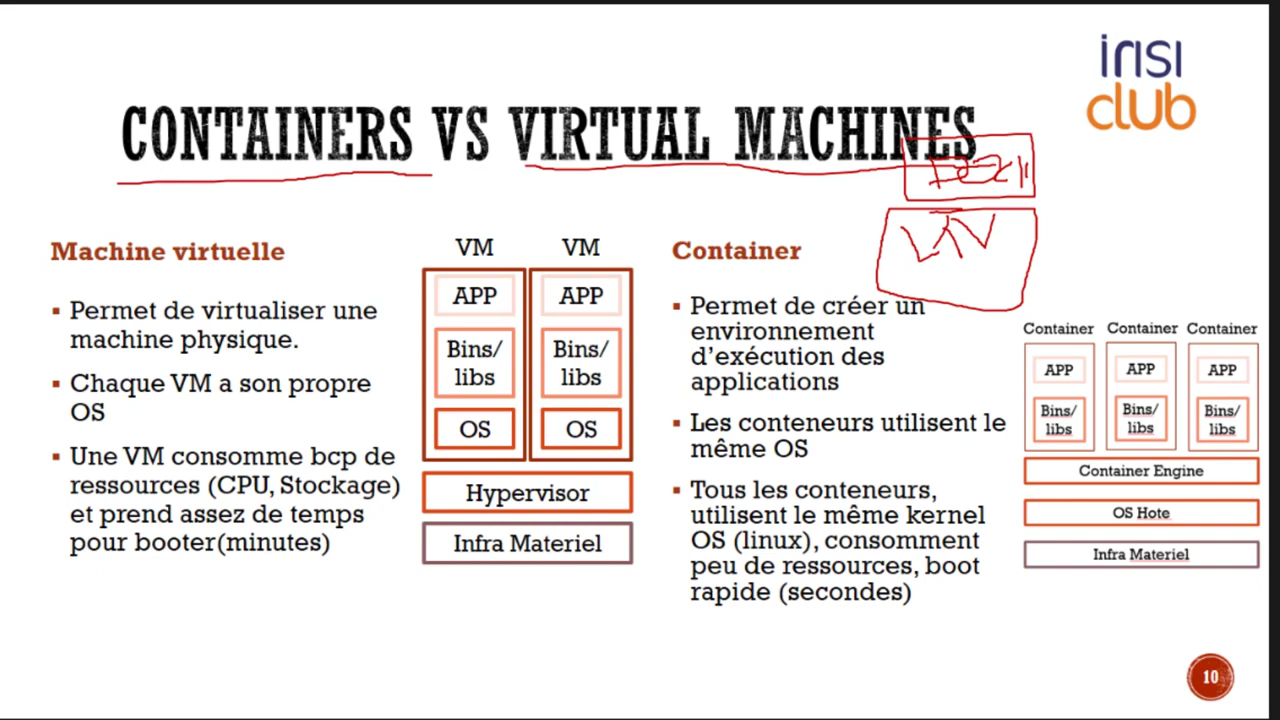 irisi
club
CONTAINERS VS VIRTUAL MACHINES
Machine virtuelle
▪ Permet de virtualiser une
machine physique.
▪ Chaque VM a son propre
OS
▪ Une VM consomme bcp de
ressources (CPU, Stockage)
et prend assez de temps
pour booter(minutes)
VM VM
APP APP
Bins/ Bins/
libs libs
OS OS
Hypervisor
Infra Materiel
Container
▪ Permet de créer un
environnement
d'exécution des
applications
▪ Les conteneurs utilisent le
même OS
▪ Tous les conteneurs,
utilisent le même kernel
OS (linux), consomment
peu de ressources, boot
rapide (secondes)
Container Container Container
APP APP APP
Bins/ Bins/ Bins/
libs libs libs
Container Engine
OS Hote
Infra Materiel
10